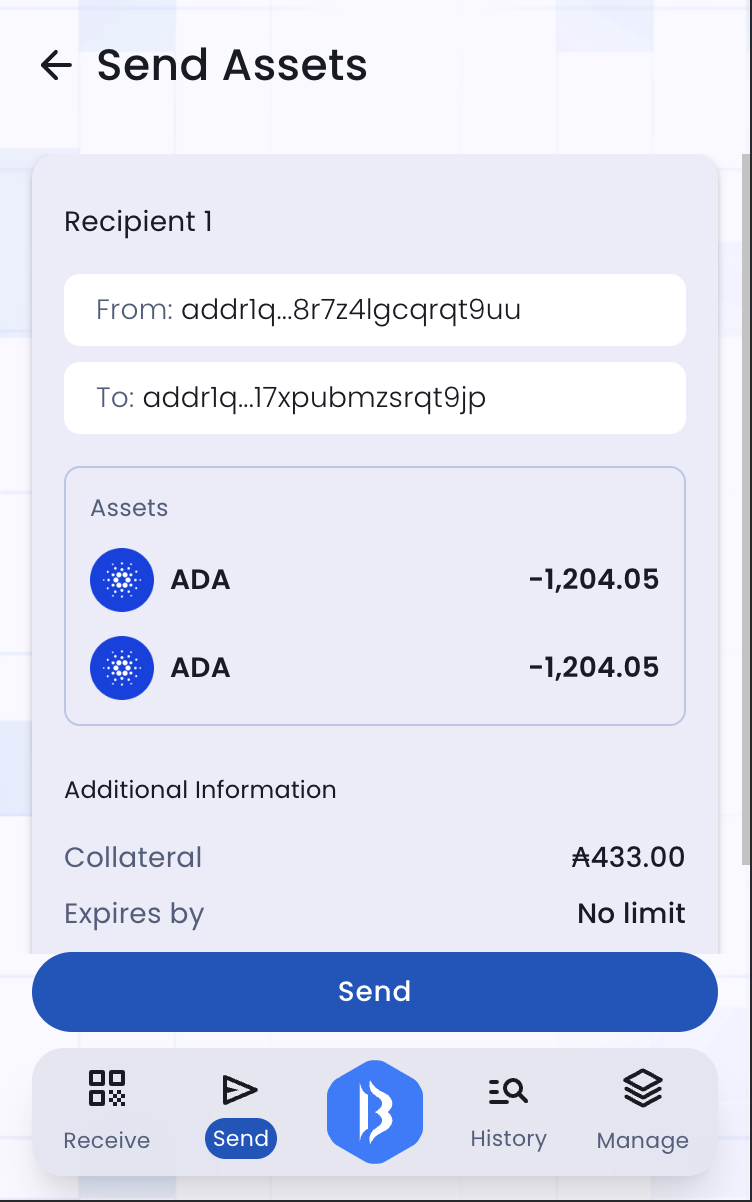 Send Assets
Recipient 1
From: addr1q...8r7z4lgcqrqt9uu
To: addr1q...17xpubmzsrqt9jp
Assets
ADA -1,204.05
ADA -1,204.05
Additional Information
Collateral ₳433.00
Expires by No limit
Send
Receive Send History Manage